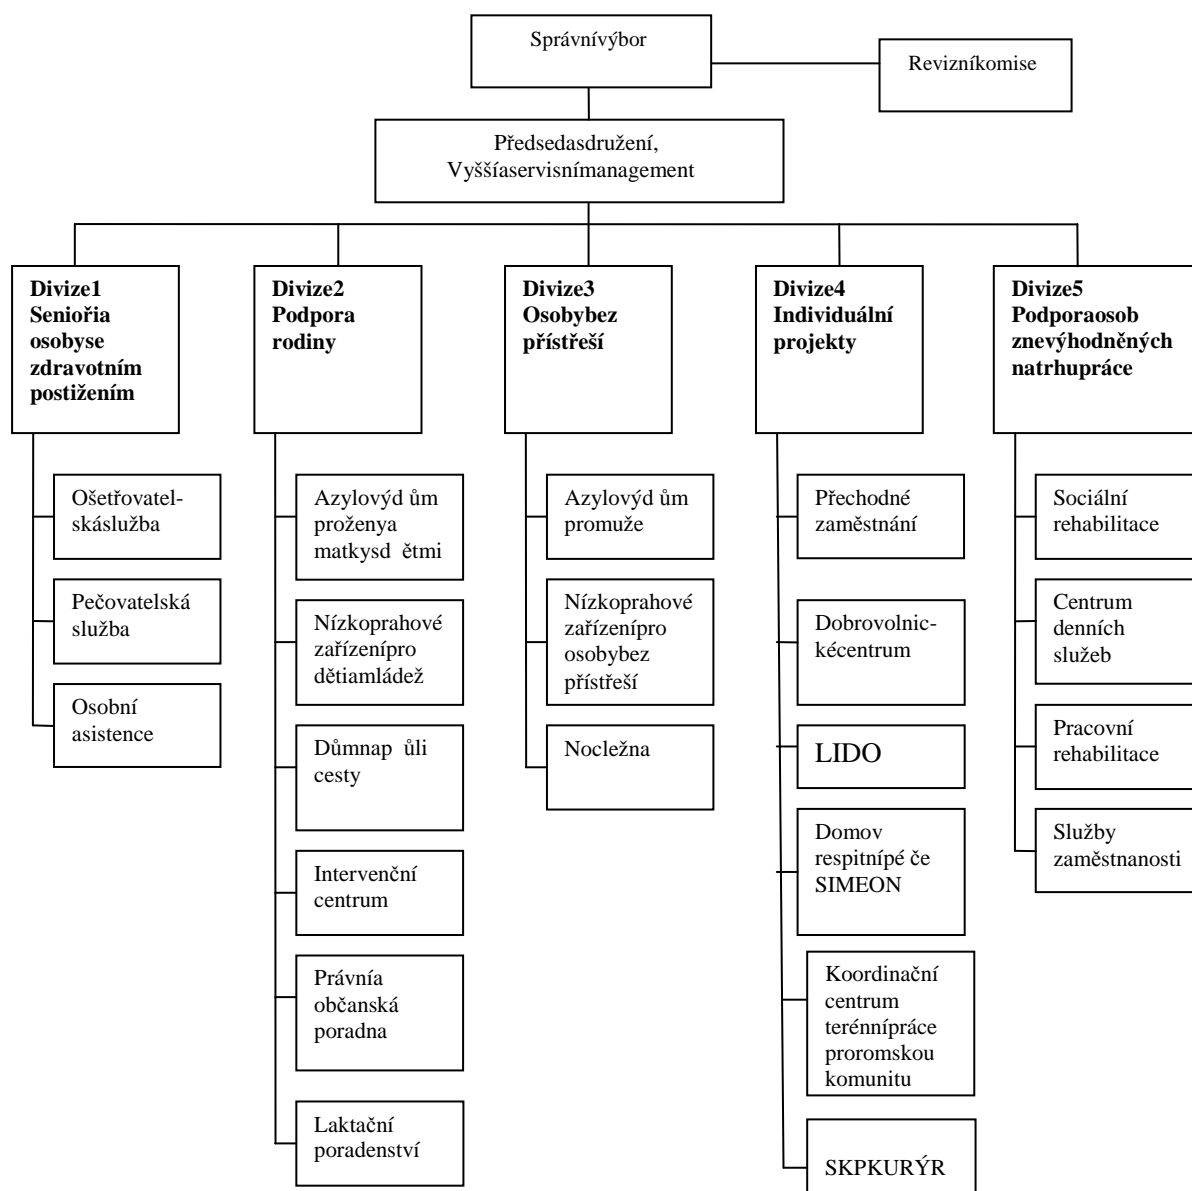 Správnívýbor
Revizníkomise
Předsedasdružení,
Vyššíaservisnímanagement
Divize1
Seniořia
osobyse
zdravotním
postižením
Divize2
Podpora
rodiny
Divize3
Osobybez
přístřeší
Divize4
Individuální
projekty
Divize5
Podporaosob
znevýhodněných
natrhupráce
Ošetřovatel-
skáslužba
Pečovatelská
služba
Osobní
asistence
Azylovýd ům
proženya
matkysd ětmi
Nízkoprahové
zařízenípro
dětiamládež
Důmnap ůli
cesty
Intervenční
centrum
Právnía
občanská
poradna
Laktační
poradenství
Azylovýd ům
promuže
Nízkoprahové
zařízenípro
osobybez
přístřeší
Nocležna
Přechodné
zaměstnání
Dobrovolnic-
kécentrum
LIDO
Domov
respitnípé če
SIMEON
Koordinační
centrum
terénnípráce
proromskou
komunitu
SKPKURÝR
Sociální
rehabilitace
Centrum
denních
služeb
Pracovní
rehabilitace
Služby
zaměstnanosti